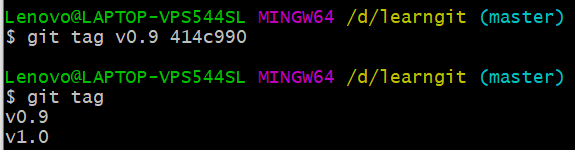 Lenovo@LAPTOP-VPS544SL MINGW64 /d/learngit (master)
$ git tag v0.9 414c990
Lenovo@LAPTOP-VPS544SL MINGW64 /d/learngit (master)
$ git tag
v0.9
v1.0